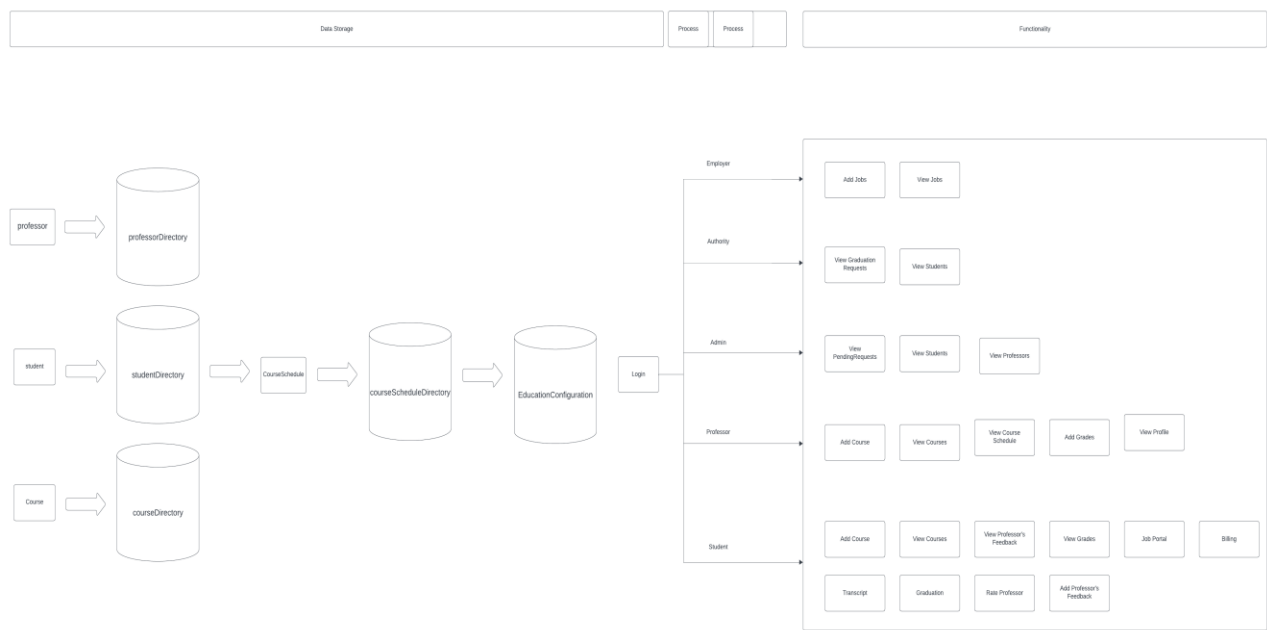 Data Storage
Process
Process
Functionality
Employer
Add Jobs
View Jobs
professor
professorDirectory
Authority
View Graduation
Requests
View Students
student
studentDirectory
CourseSchedule
courseScheduleDirectory
EducationConfiguration
Login
Admin
View
PendingRequests
View Students
View Professors
Professor
Add Course
View Courses
View Course
Schedule
Add Grades
View Profile
Course
courseDirectory
Student
Add Course
View Courses
View Professor's
Feedback
View Grades
Job Portal
Billing
Transcript
Graduation
Rate Professor
Add Professor's
Feedback